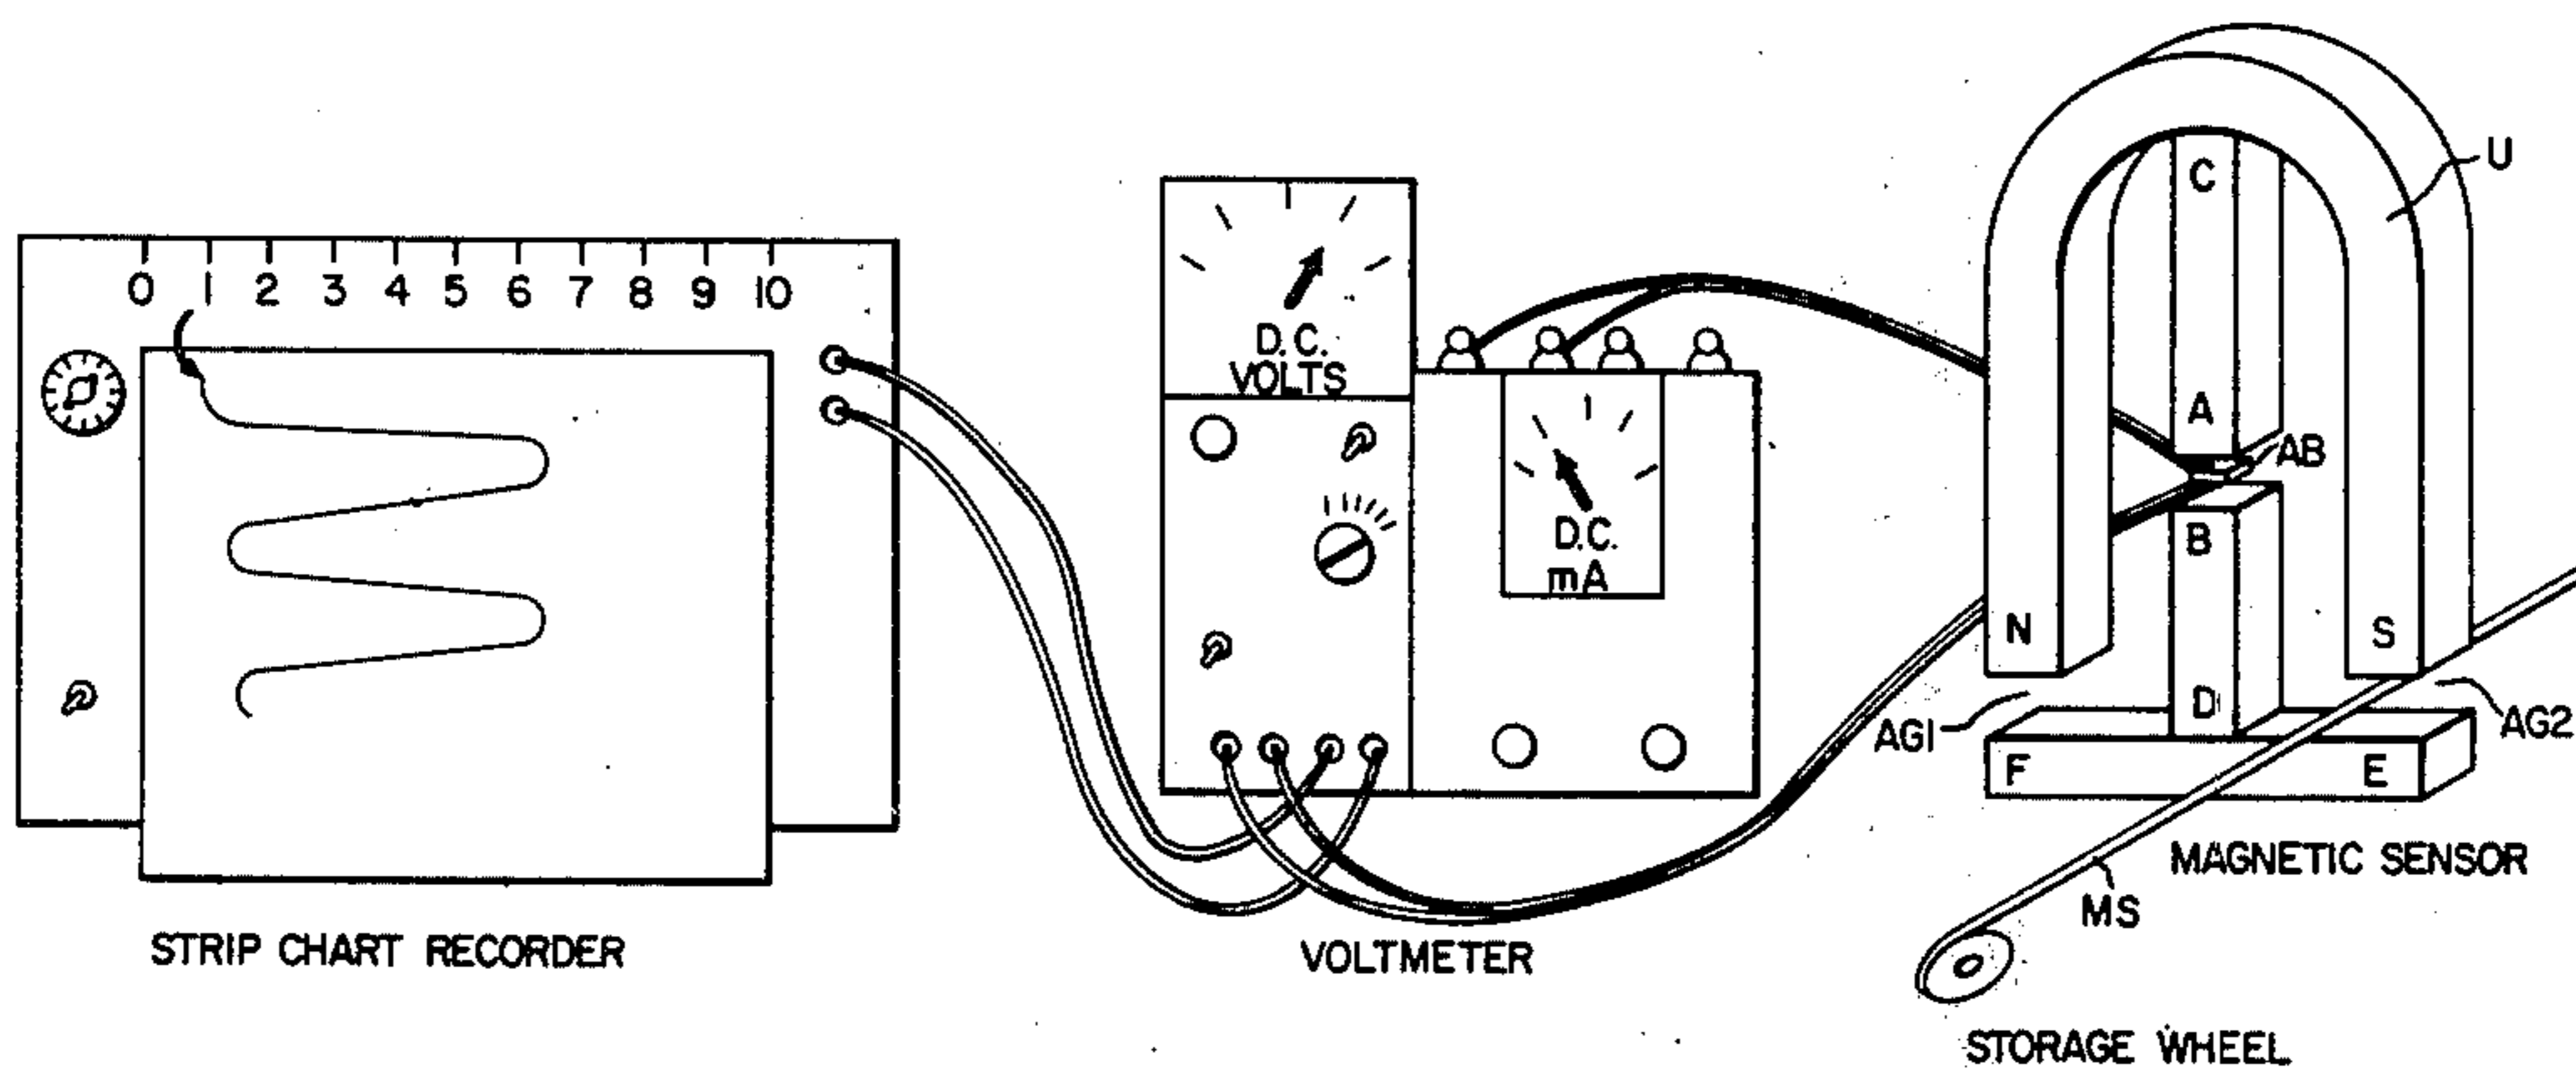 0 1 2 3 4 5 6 7 8 9 10
STRIP CHART RECORDER
D.C.
VOLTS
D.C.
mA
VOLTMETER
U
C
A
AB
B
N
S
D
AG1
AG2
F
E
MAGNETIC SENSOR
MS
STORAGE WHEEL